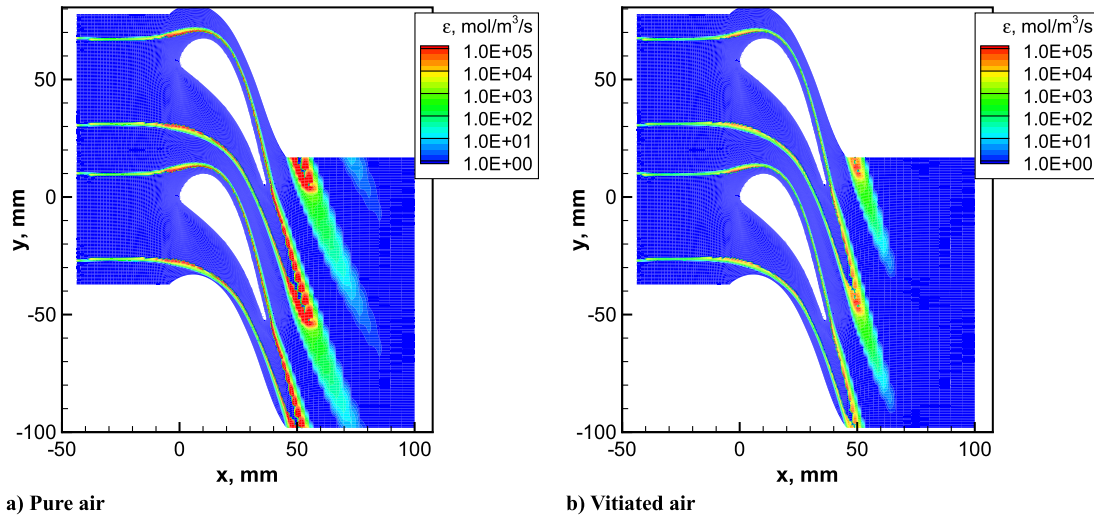 ε, mol/m³/s
1.0E+05
1.0E+04
1.0E+03
1.0E+02
1.0E+01
1.0E+00
50
0
-50
-100
y, mm
-50 0 50 100
x, mm
a) Pure air
ε, mol/m³/s
1.0E+05
1.0E+04
1.0E+03
1.0E+02
1.0E+01
1.0E+00
50
0
-50
-100
y, mm
-50 0 50 100
x, mm
b) Vitiated air